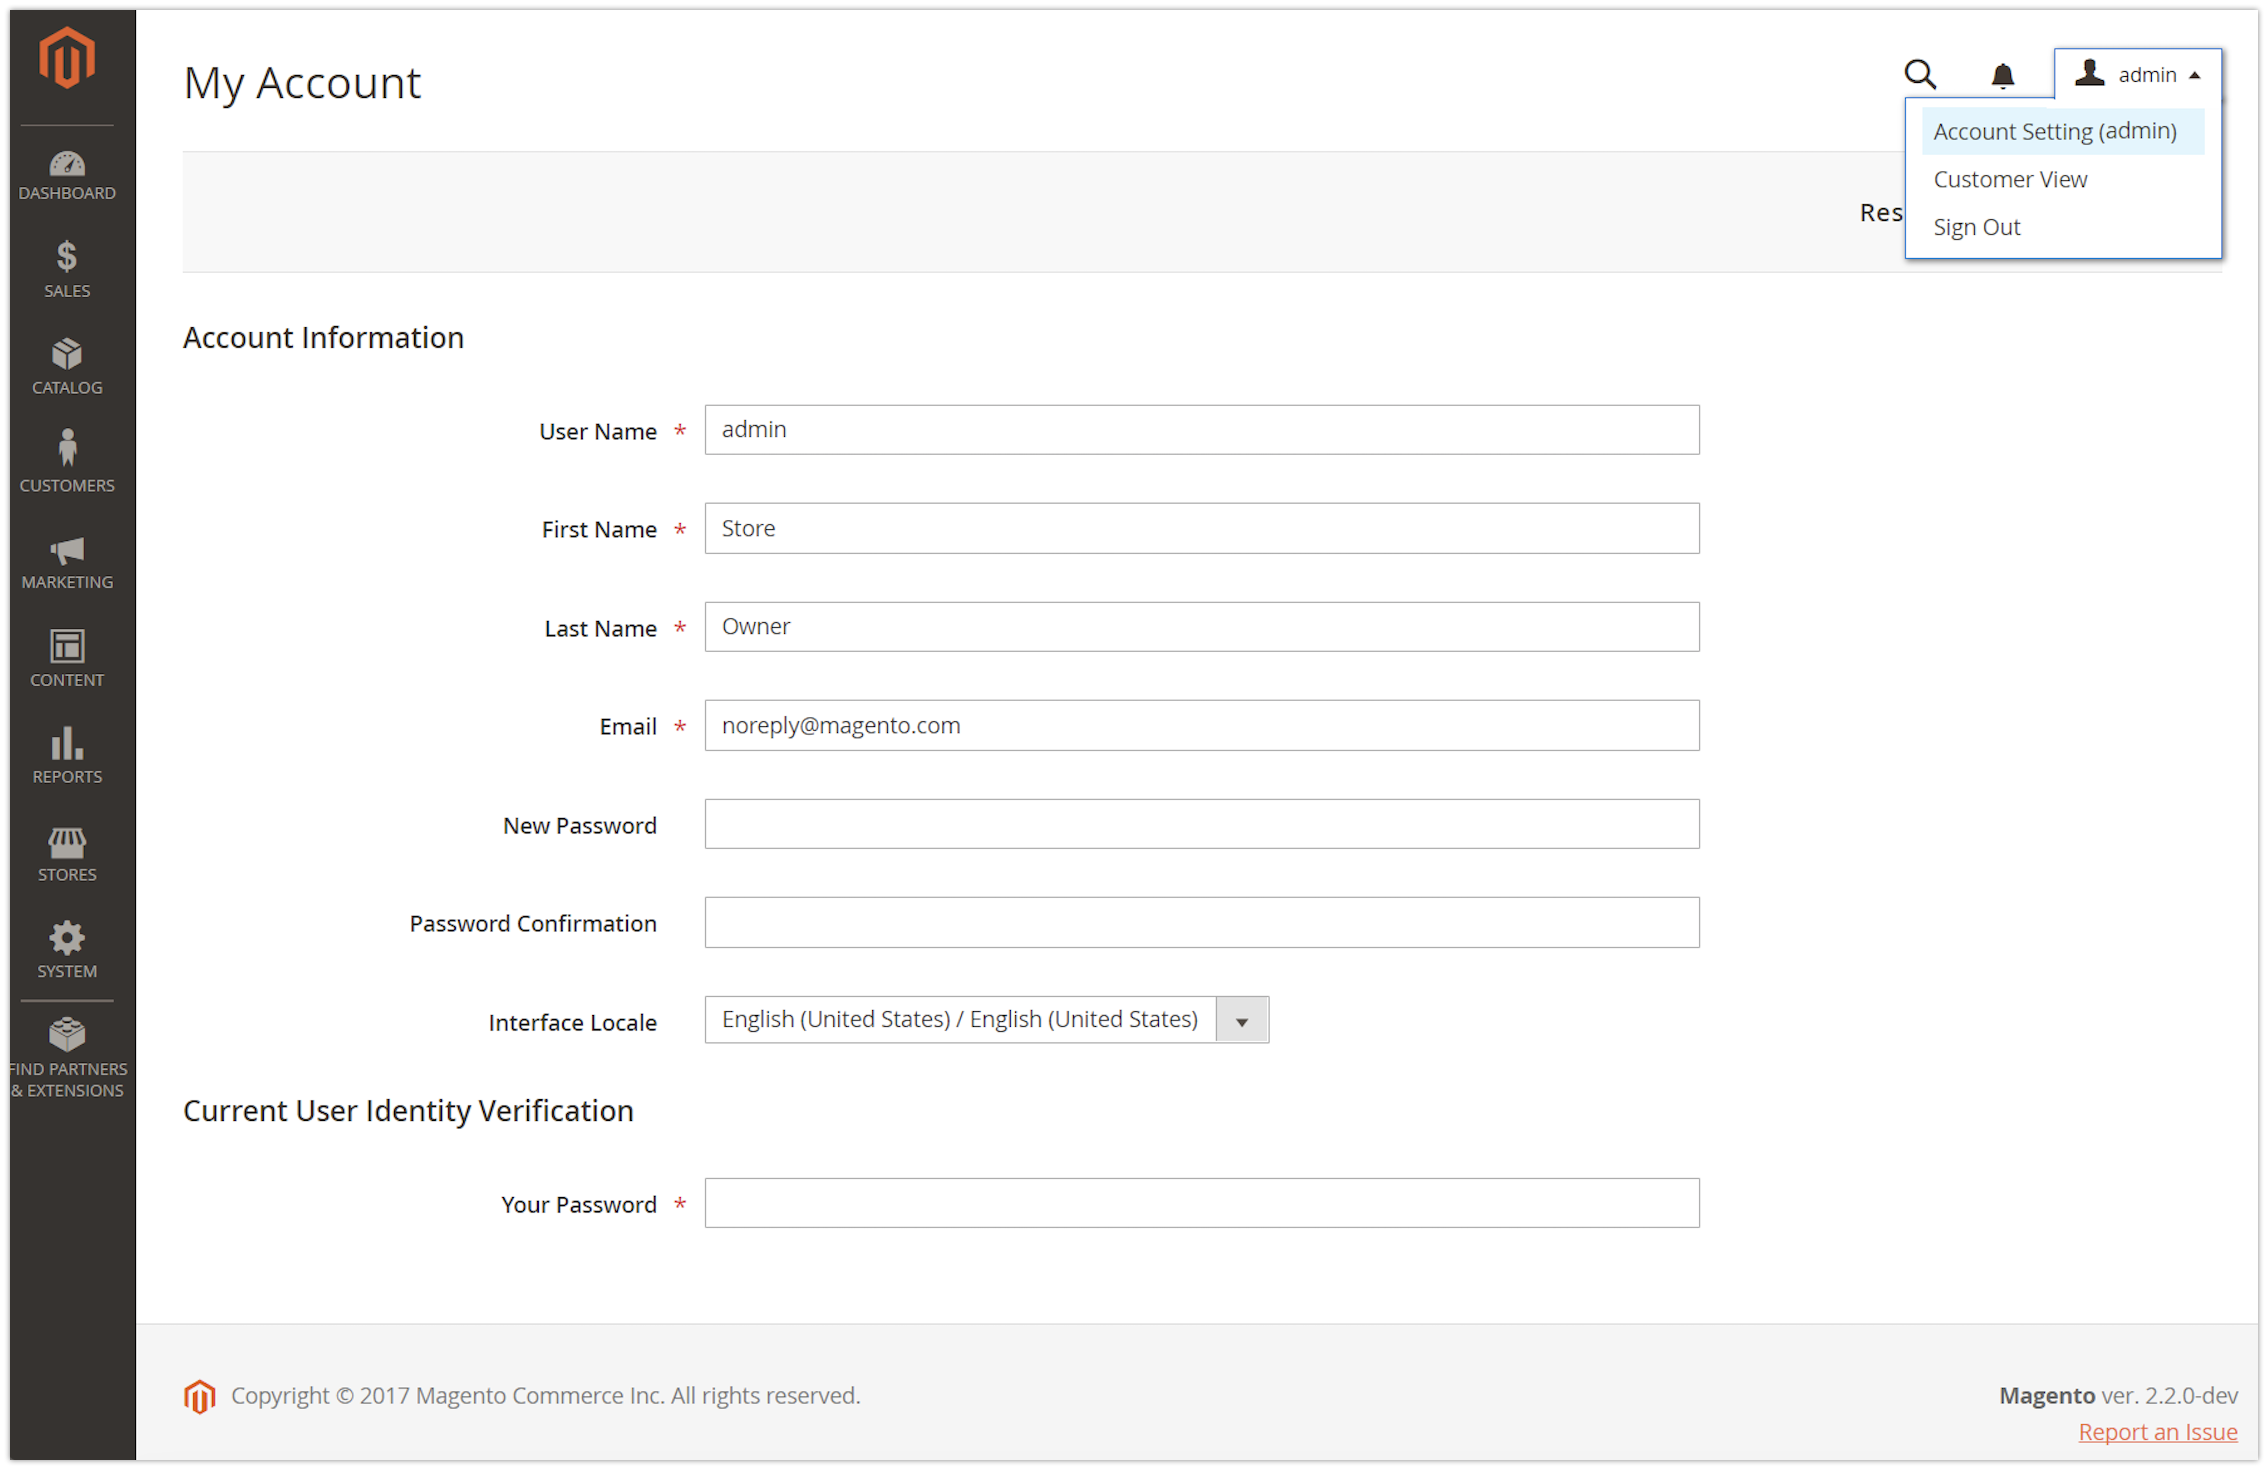 My Account
admin
Account Setting (admin)
Customer View
Sign Out
Res
DASHBOARD
SALES
CATALOG
CUSTOMERS
MARKETING
CONTENT
REPORTS
STORES
SYSTEM
FIND PARTNERS
& EXTENSIONS
Account Information
User Name * admin
First Name * Store
Last Name * Owner
Email * noreply@magento.com
New Password
Password Confirmation
Interface Locale English (United States) / English (United States)
Current User Identity Verification
Your Password *
Copyright © 2017 Magento Commerce Inc. All rights reserved.
Magento ver. 2.2.0-dev
Report an Issue